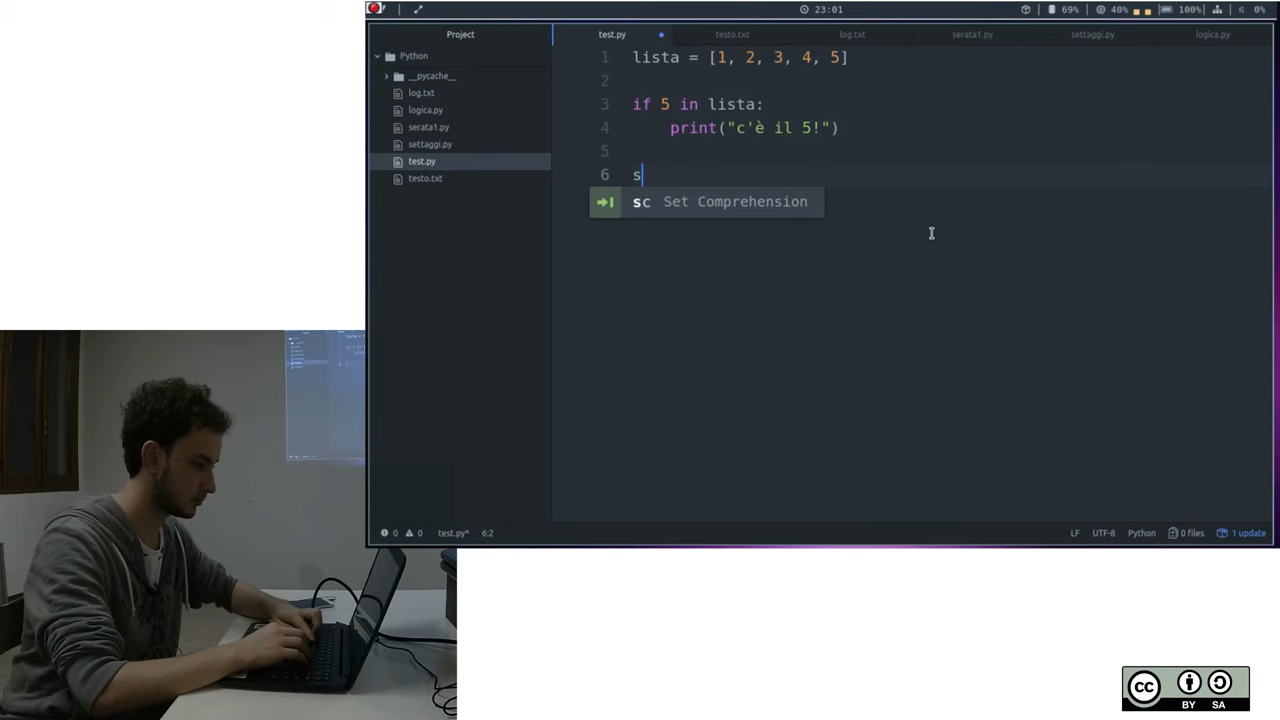 23:01
69%
40%
100%
0%
Project
test.py
testo.txt
log.txt
serata1.py
settaggi.py
logica.py
Python
__pycache__
log.txt
logica.py
serata1.py
settaggi.py
test.py
testo.txt
1 lista = [1, 2, 3, 4, 5]
2
3 if 5 in lista:
4 print("c'è il 5!")
5
6 s
sc Set Comprehension
0 0 test.py* 6:2
LF UTF-8 Python 0 files 1 update
cc
BY SA